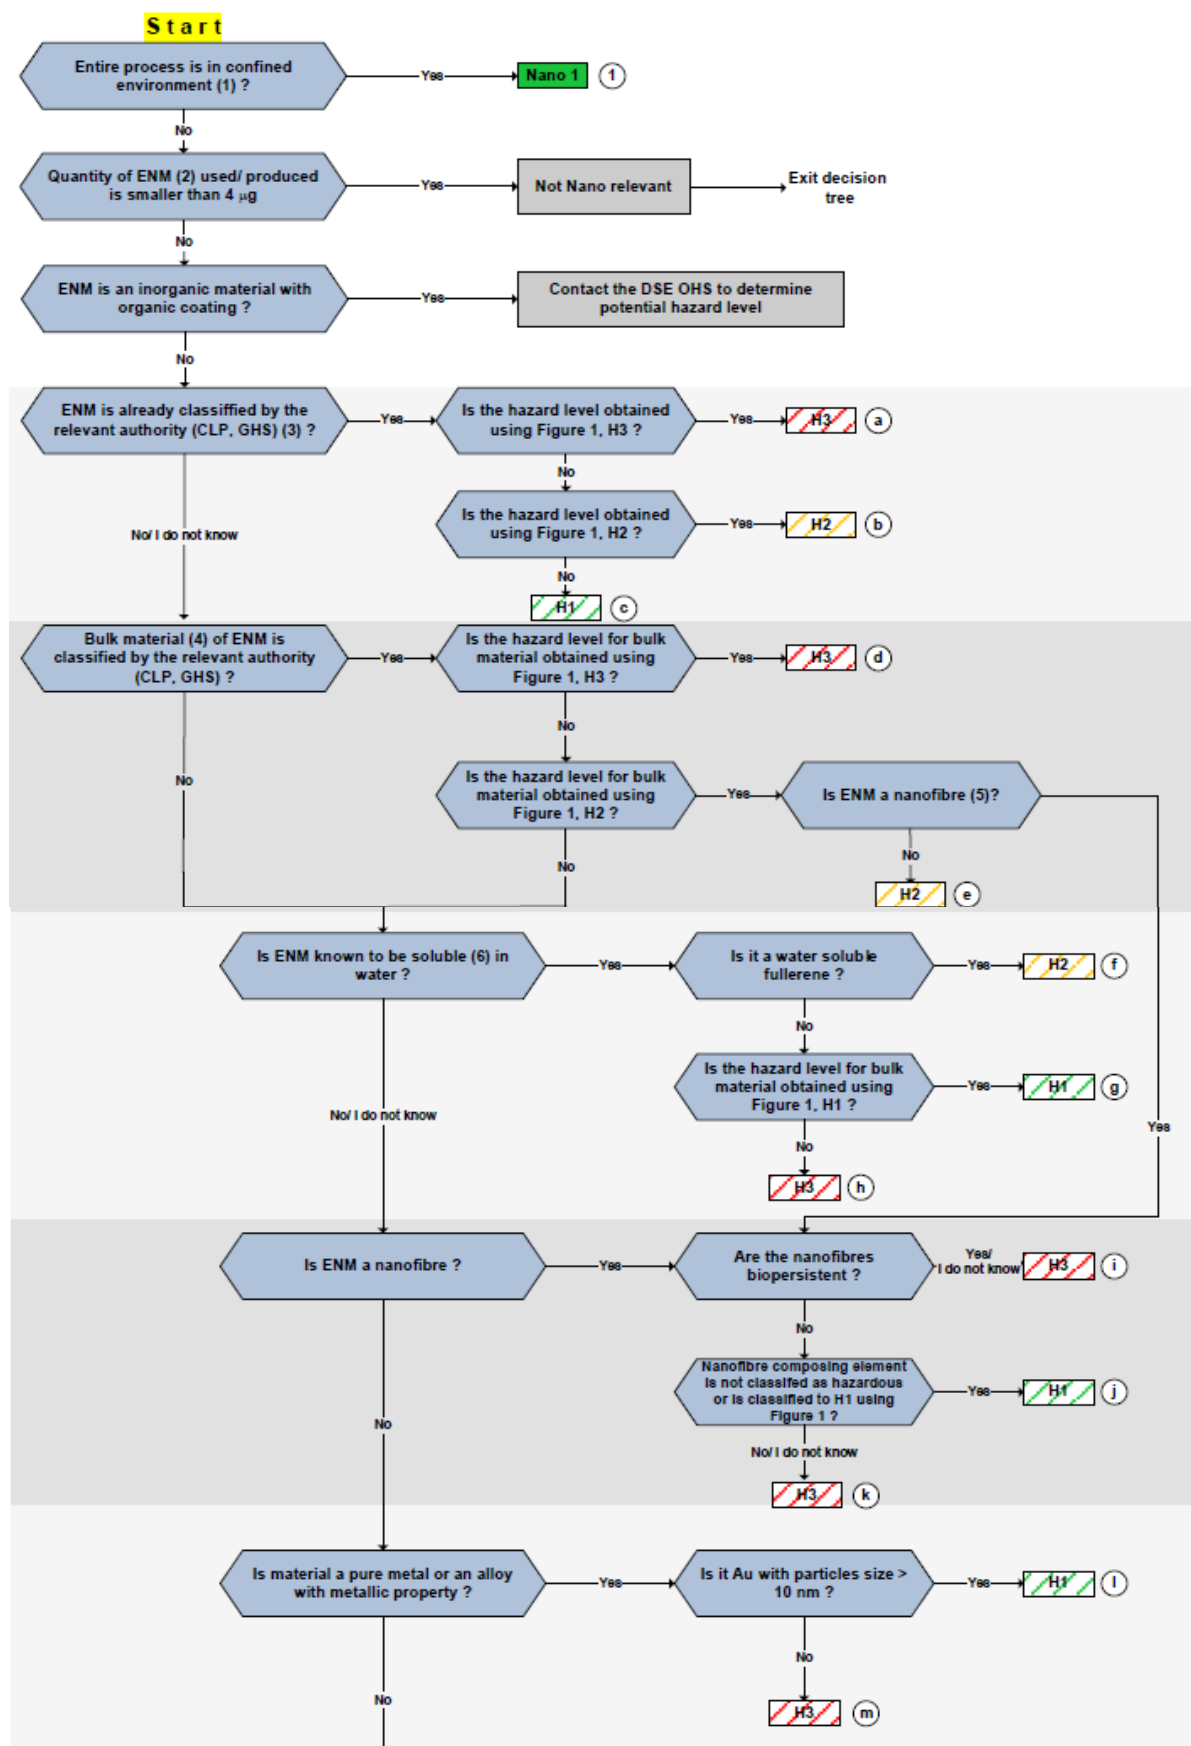 Start
Entire process is in confined
environment (1) ?
Yes
Nano 1
1
No
Quantity of ENM (2) used/ produced
is smaller than 4 µg
Yes
Not Nano relevant
Exit decision
tree
No
ENM is an inorganic material with
organic coating ?
Yes
Contact the DSE OHS to determine
potential hazard level
No
ENM is already classiffied by the
relevant authority (CLP, GHS) (3) ?
Yes
Is the hazard level obtained
using Figure 1, H3 ?
Yes
H3
a
No
No/ I do not know
Is the hazard level obtained
using Figure 1, H2 ?
Yes
H2
b
No
H1
c
Bulk material (4) of ENM is
classified by the relevant authority
(CLP, GHS) ?
Yes
Is the hazard level for bulk
material obtained using
Figure 1, H3 ?
Yes
H3
d
No
No
Is the hazard level for bulk
material obtained using
Figure 1, H2 ?
Yes
Is ENM a nanofibre (5)?
No
No
H2
e
Is ENM known to be soluble (6) in
water ?
Yes
Is it a water soluble
fullerene ?
Yes
H2
f
No
No/ I do not know
Is the hazard level for bulk
material obtained using
Figure 1, H1 ?
Yes
H1
g
Yes
No
H3
h
Is ENM a nanofibre ?
Yes
Are the nanofibres
biopersistent ?
Yes/
I do not know
H3
i
No
No
Nanofibre composing element
is not classifed as hazardous
or is classified to H1 using
Figure 1 ?
Yes
H1
j
No/ I do not know
H3
k
Is material a pure metal or an alloy
with metallic property ?
Yes
Is it Au with particles size >
10 nm ?
Yes
H1
l
No
No
H3
m